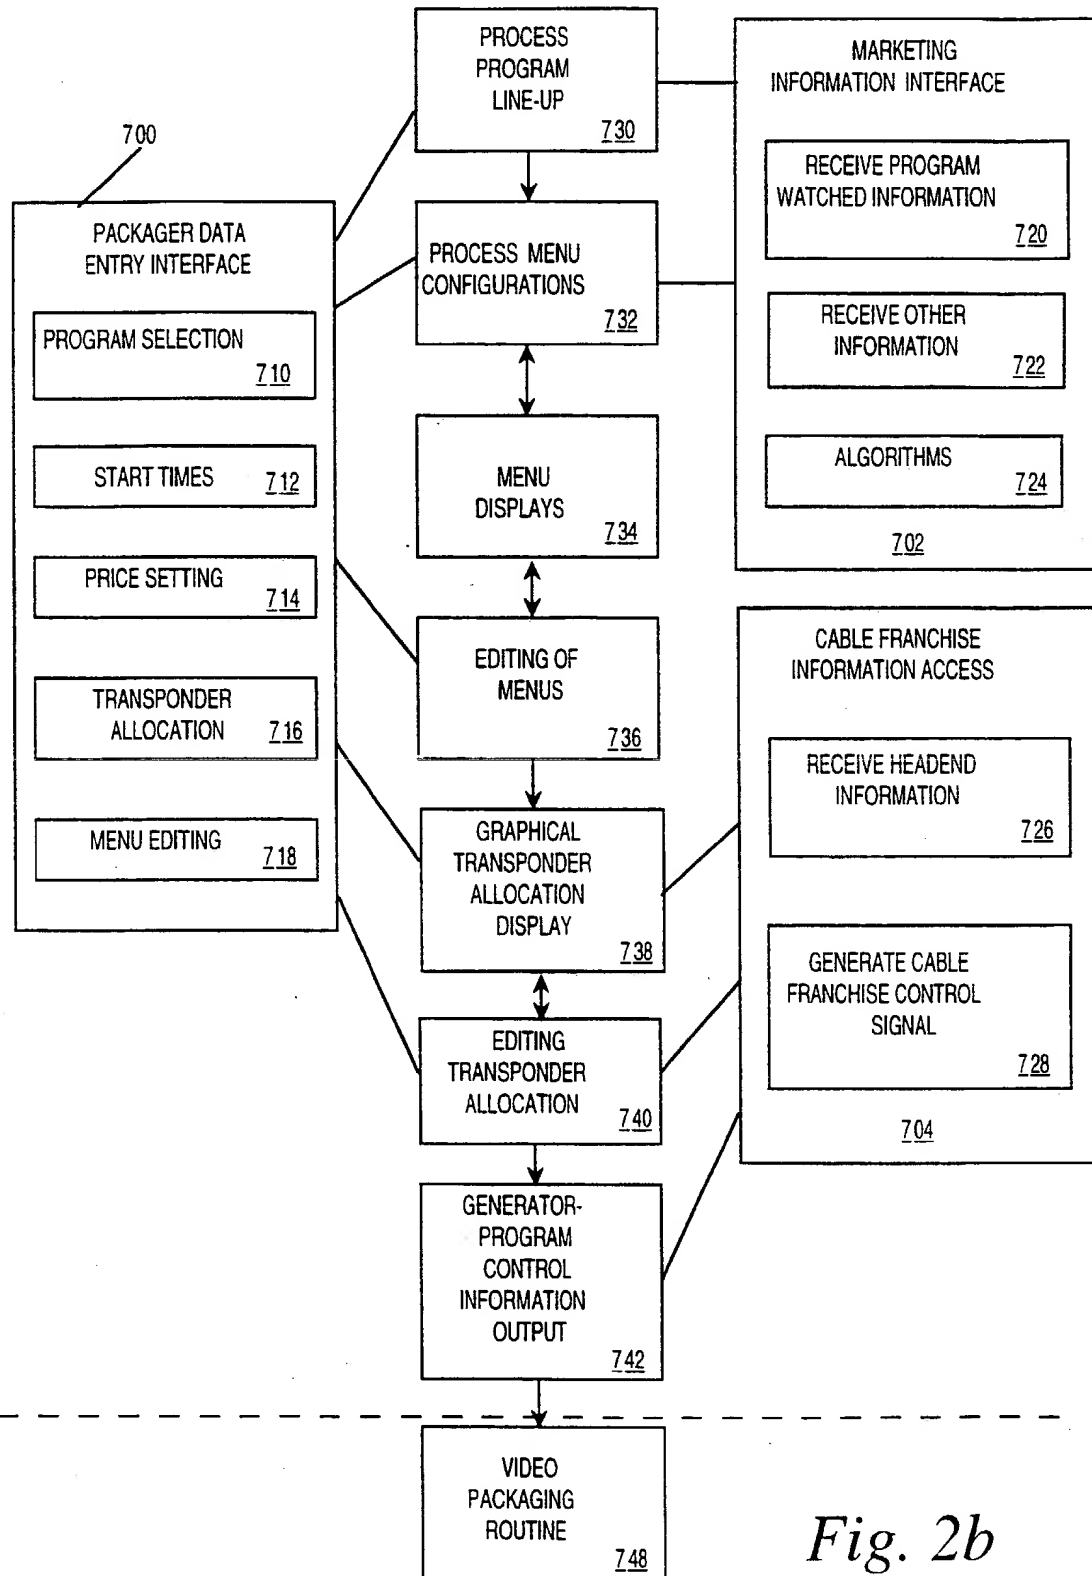 PROCESS
PROGRAM
LINE-UP
730
MARKETING
INFORMATION INTERFACE
RECEIVE PROGRAM
WATCHED INFORMATION
720
RECEIVE OTHER
INFORMATION
722
ALGORITHMS
724
702
700
PACKAGER DATA
ENTRY INTERFACE
PROGRAM SELECTION
710
START TIMES 712
PRICE SETTING
714
TRANSPONDER
ALLOCATION 716
MENU EDITING 718
PROCESS MENU
CONFIGURATIONS
732
MENU
DISPLAYS
734
EDITING OF
MENUS
736
GRAPHICAL
TRANSPONDER
ALLOCATION
DISPLAY
738
EDITING
TRANSPONDER
ALLOCATION 740
GENERATOR-
PROGRAM
CONTROL
INFORMATION
OUTPUT
742
CABLE FRANCHISE
INFORMATION ACCESS
RECEIVE HEADEND
INFORMATION
726
GENERATE CABLE
FRANCHISE CONTROL
SIGNAL
728
704
VIDEO
PACKAGING
ROUTINE
748
Fig. 2b